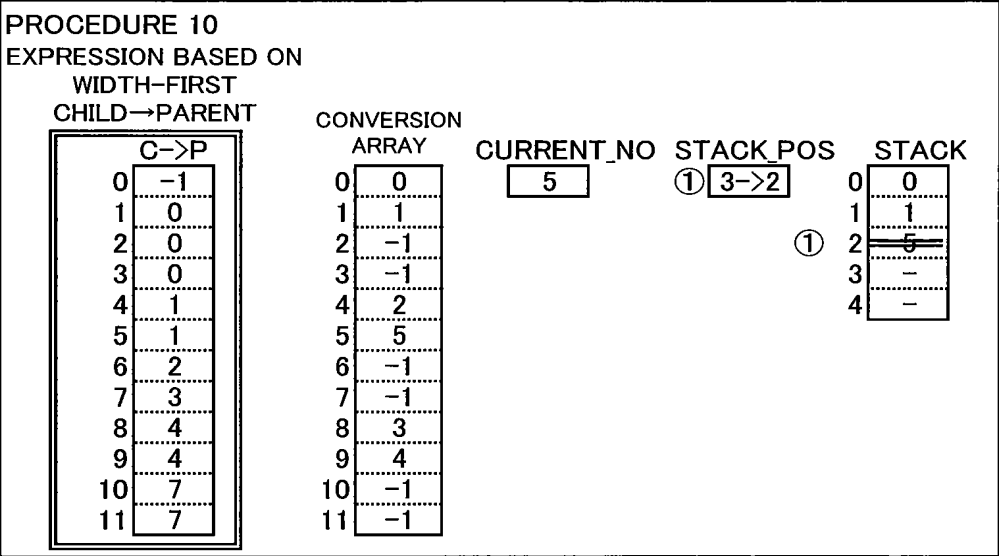 PROCEDURE 10
EXPRESSION BASED ON
WIDTH-FIRST
CHILD→PARENT
CONVERSION
ARRAY
C->P
CURRENT_NO
STACK_POS
STACK
0 -1 0 0 5 ① 3->2 0 0
1 0 1 1 1 1
2 0 2 -1 ① 2 5
3 0 3 -1 3 -
4 1 4 2 4 -
5 1 5 5
6 2 6 -1
7 3 7 -1
8 4 8 3
9 4 9 4
10 7 10 -1
11 7 11 -1